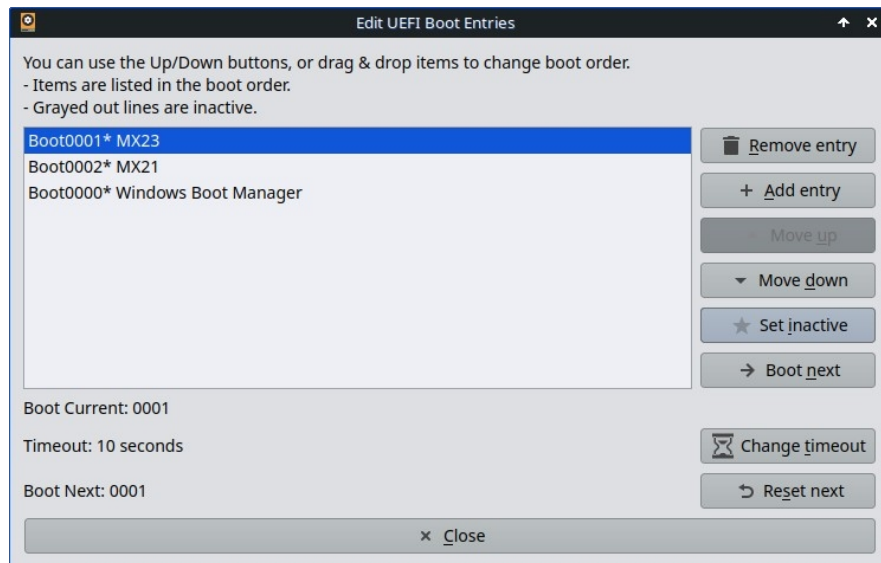 Edit UEFI Boot Entries
You can use the Up/Down buttons, or drag & drop items to change boot order.
- Items are listed in the boot order.
- Grayed out lines are inactive.
Boot0001* MX23
Boot0002* MX21
Boot0000* Windows Boot Manager
Remove entry
Add entry
Move up
Move down
Set inactive
Boot next
Boot Current: 0001
Timeout: 10 seconds
Change timeout
Boot Next: 0001
Reset next
Close